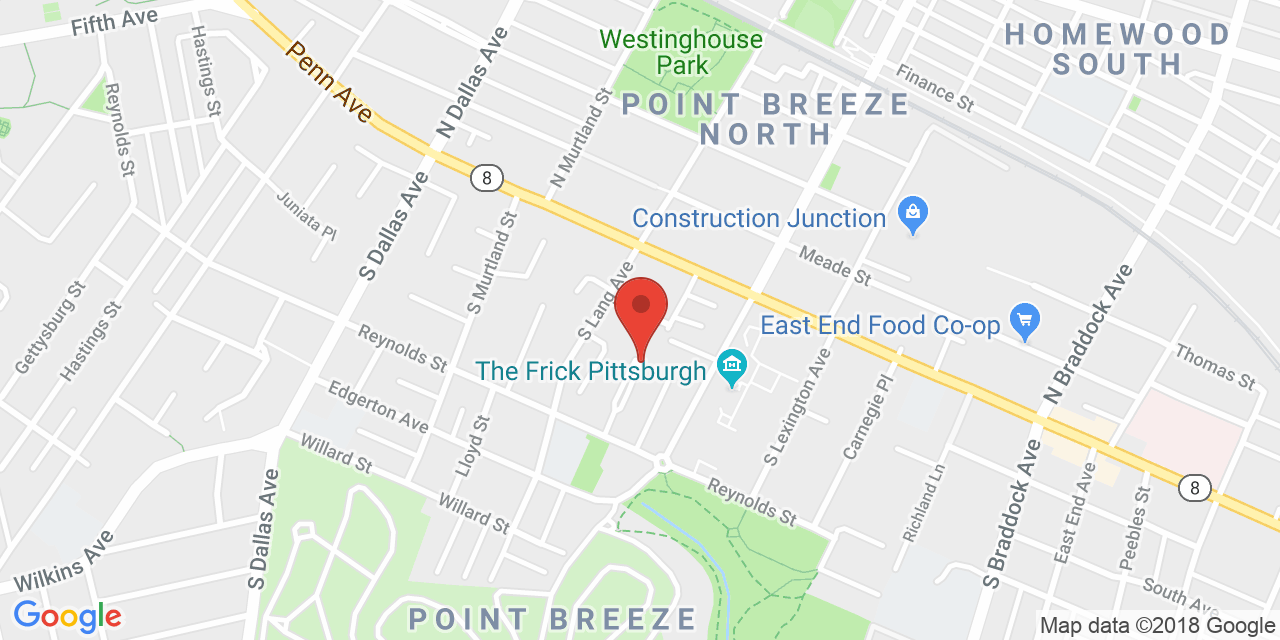 Fifth Ave
Hastings St
Penn Ave
N Dallas Ave
Westinghouse
Park
HOMEWOOD
SOUTH
Finance St
Reynolds St
POINT BREEZE
NORTH
N Murtland St
8
Juniata Pl
S Dallas Ave
Construction Junction
Meade St
S Murtland St
S Lang Ave
Gettysburg St
Hastings St
Reynolds St
East End Food Co-op
N Braddock Ave
The Frick Pittsburgh
Thomas St
Edgerton Ave
S Lexington Ave
Carnegie Pl
Willard St
Lloyd St
Willard St
Reynolds St
8
Richland Ln
S Braddock Ave
East End Ave
Peebles St
S Dallas Ave
Wilkins Ave
South Ave
Google
POINT BREEZE
Map data ©2018 Google